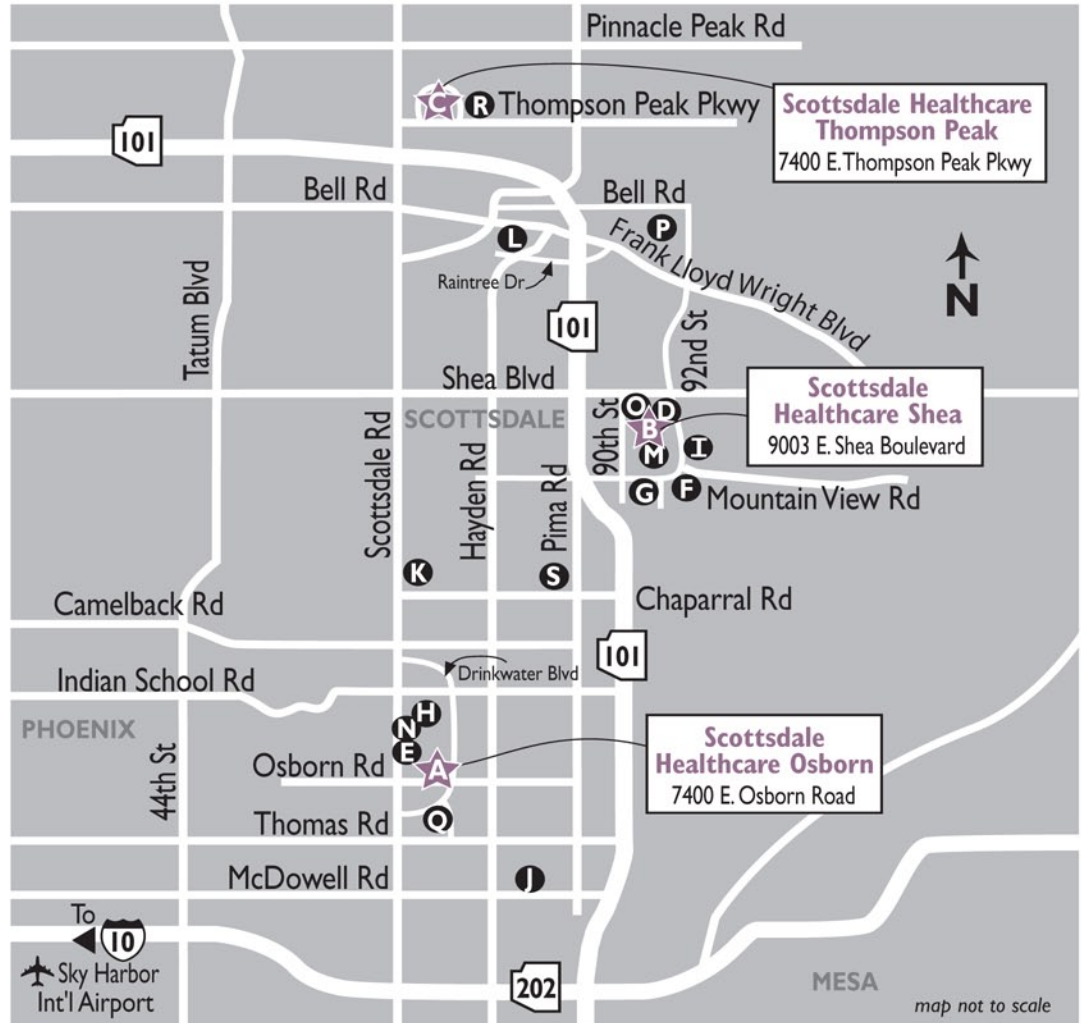 Pinnacle Peak Rd
C
R
Thompson Peak Pkwy
Scottsdale Healthcare
Thompson Peak
7400 E. Thompson Peak Pkwy
101
Bell Rd
Bell Rd
P
L
Frank Lloyd Wright Blvd
Raintree Dr
N
Tatum Blvd
101
92nd St
Shea Blvd
SCOTTSDALE
Scottsdale
Healthcare Shea
9003 E. Shea Boulevard
O
D
B
M
I
90th St
G
F
Mountain View Rd
Scottsdale Rd
Hayden Rd
Pima Rd
K
S
Chaparral Rd
Camelback Rd
101
Drinkwater Blvd
Indian School Rd
PHOENIX
H
N
E
A
44th St
Osborn Rd
Scottsdale
Healthcare Osborn
7400 E. Osborn Road
Q
Thomas Rd
McDowell Rd
J
To
10
Sky Harbor
Int'l Airport
202
MESA
map not to scale